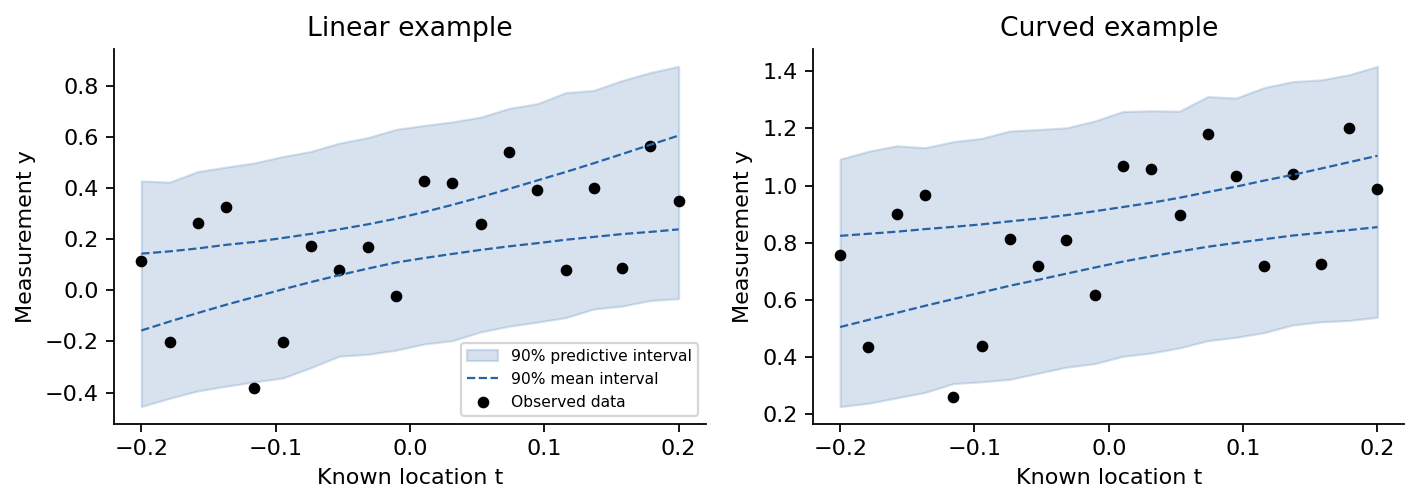 Linear example
Measurement y
0.8
0.6
0.4
0.2
0.0
−0.2
−0.4
90% predictive interval
90% mean interval
Observed data
−0.2
−0.1
0.0
0.1
0.2
Known location t
Curved example
Measurement y
1.4
1.2
1.0
0.8
0.6
0.4
0.2
−0.2
−0.1
0.0
0.1
0.2
Known location t